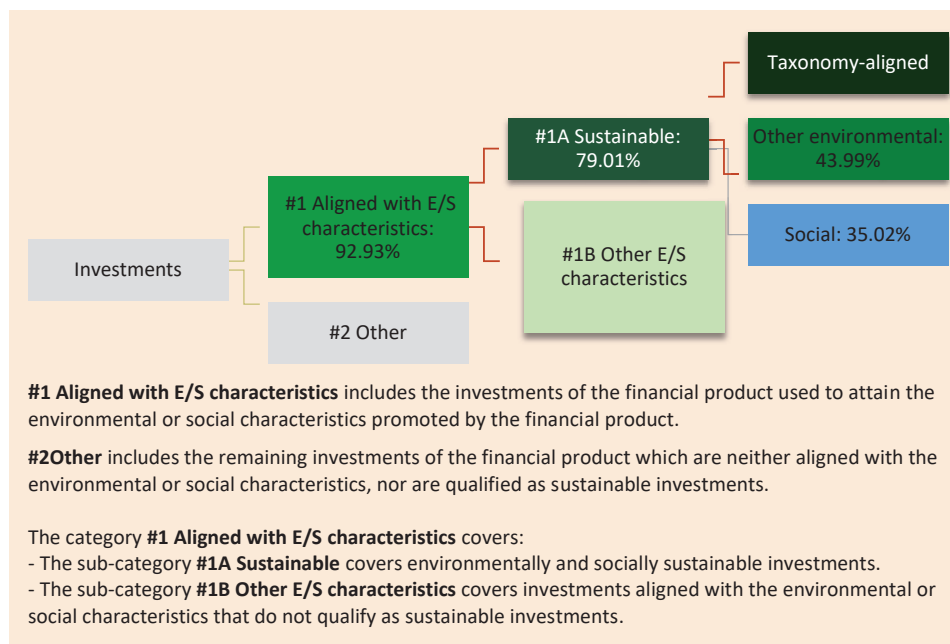 Taxonomy-aligned
#1A Sustainable:
79.01%
Other environmental:
43.99%
#1 Aligned with E/S
characteristics:
92.93%
Social: 35.02%
Investments
#1B Other E/S
characteristics
#2 Other
#1 Aligned with E/S characteristics includes the investments of the financial product used to attain the
environmental or social characteristics promoted by the financial product.
#2Other includes the remaining investments of the financial product which are neither aligned with the
environmental or social characteristics, nor are qualified as sustainable investments.
The category #1 Aligned with E/S characteristics covers:
- The sub-category #1A Sustainable covers environmentally and socially sustainable investments.
- The sub-category #1B Other E/S characteristics covers investments aligned with the environmental or
social characteristics that do not qualify as sustainable investments.